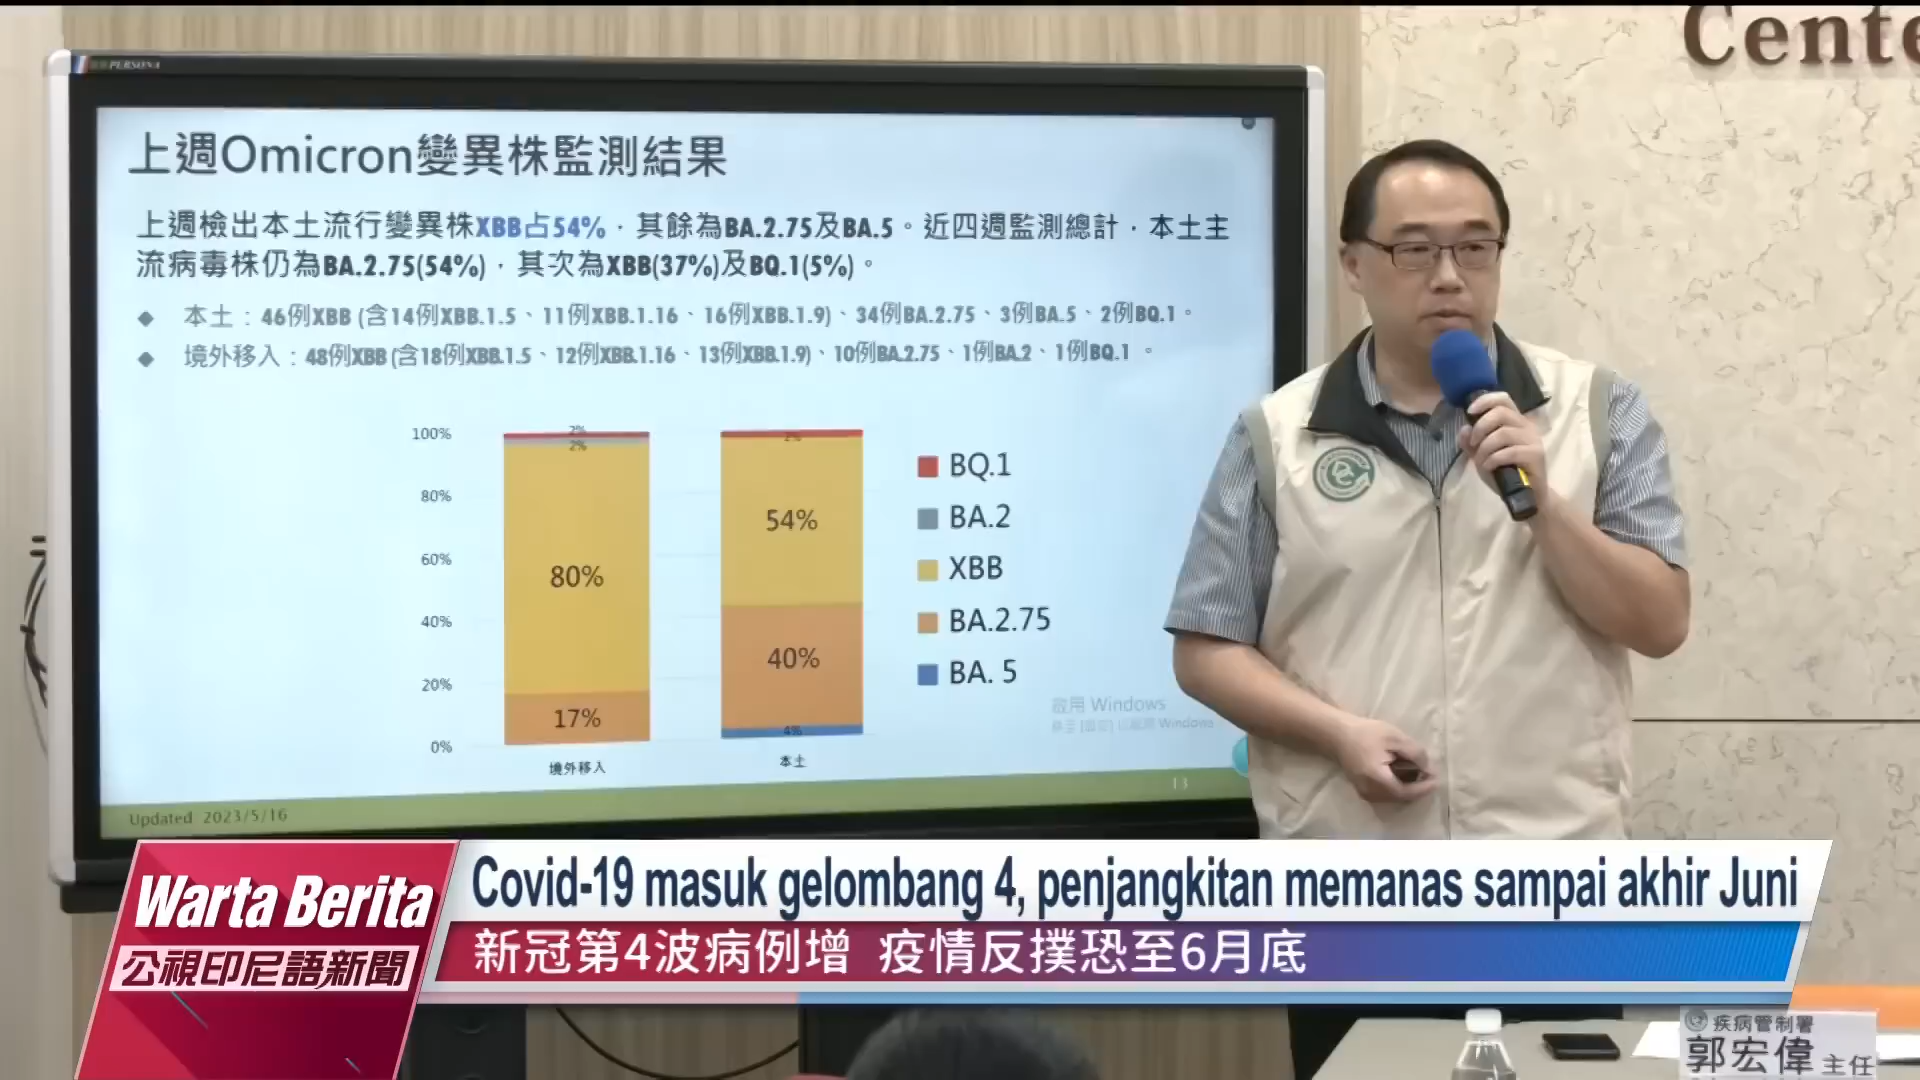 Cente
PERSONA
上週Omicron變異株監測結果
上週檢出本土流行變異株XBB占54%，其餘為BA.2.75及BA.5。近四週監測總計，本土主
流病毒株仍為BA.2.75(54%)，其次為XBB(37%)及BQ.1(5%)。
◆ 本土：46例XBB (含14例XBB.1.5、11例XBB.1.16、16例XBB.1.9)、34例BA.2.75、3例BA.5、2例BQ.1。
◆ 境外移入：48例XBB (含18例XBB.1.5、12例XBB.1.16、13例XBB.1.9)、10例BA.2.75、1例BA.2、1例BQ.1。
100%
80%
60%
40%
20%
0%
2%
2%
80%
17%
境外移入
2%
54%
40%
4%
本土
BQ.1
BA.2
XBB
BA.2.75
BA. 5
啟用 Windows
Windows
13
Updated 2023/5/16
Warta Berita
公視印尼語新聞
Covid-19 masuk gelombang 4, penjangkitan memanas sampai akhir Juni
新冠第4波病例增 疫情反撲恐至6月底
疾病管制署
郭宏偉 主任